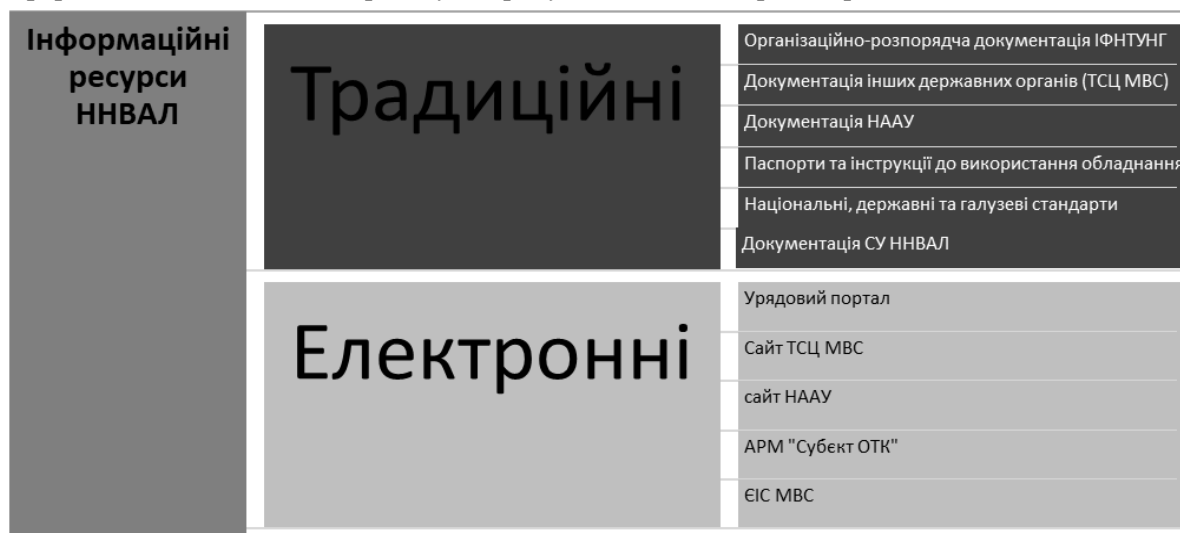 Інформаційні
ресурси
ННВАЛ
Традиційні
Організаційно-розпорядча документація ІФНТУНГ
Документація інших державних органів (ТСЦ МВС)
Документація НААУ
Паспорти та інструкції до використання обладнання
Національні, державні та галузеві стандарти
Документація СУ ННВАЛ
Електронні
Урядовий портал
Сайт ТСЦ МВС
сайт НААУ
АРМ "Субєкт ОТК"
ЄІС МВС